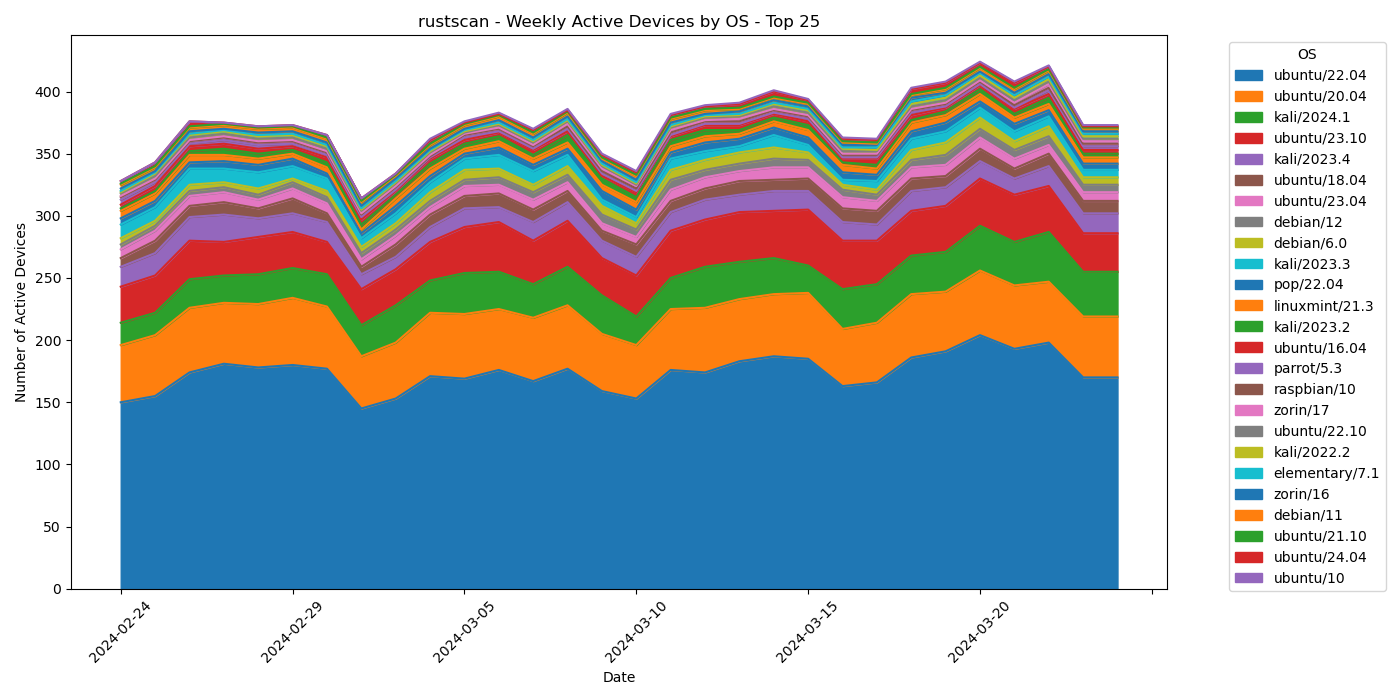 rustscan - Weekly Active Devices by OS - Top 25
Number of Active Devices
400
350
300
250
200
150
100
50
0
2024-02-24
2024-02-29
2024-03-05
2024-03-10
2024-03-15
2024-03-20
Date
OS
ubuntu/22.04
ubuntu/20.04
kali/2024.1
ubuntu/23.10
kali/2023.4
ubuntu/18.04
ubuntu/23.04
debian/12
debian/6.0
kali/2023.3
pop/22.04
linuxmint/21.3
kali/2023.2
ubuntu/16.04
parrot/5.3
raspbian/10
zorin/17
ubuntu/22.10
kali/2022.2
elementary/7.1
zorin/16
debian/11
ubuntu/21.10
ubuntu/24.04
ubuntu/10